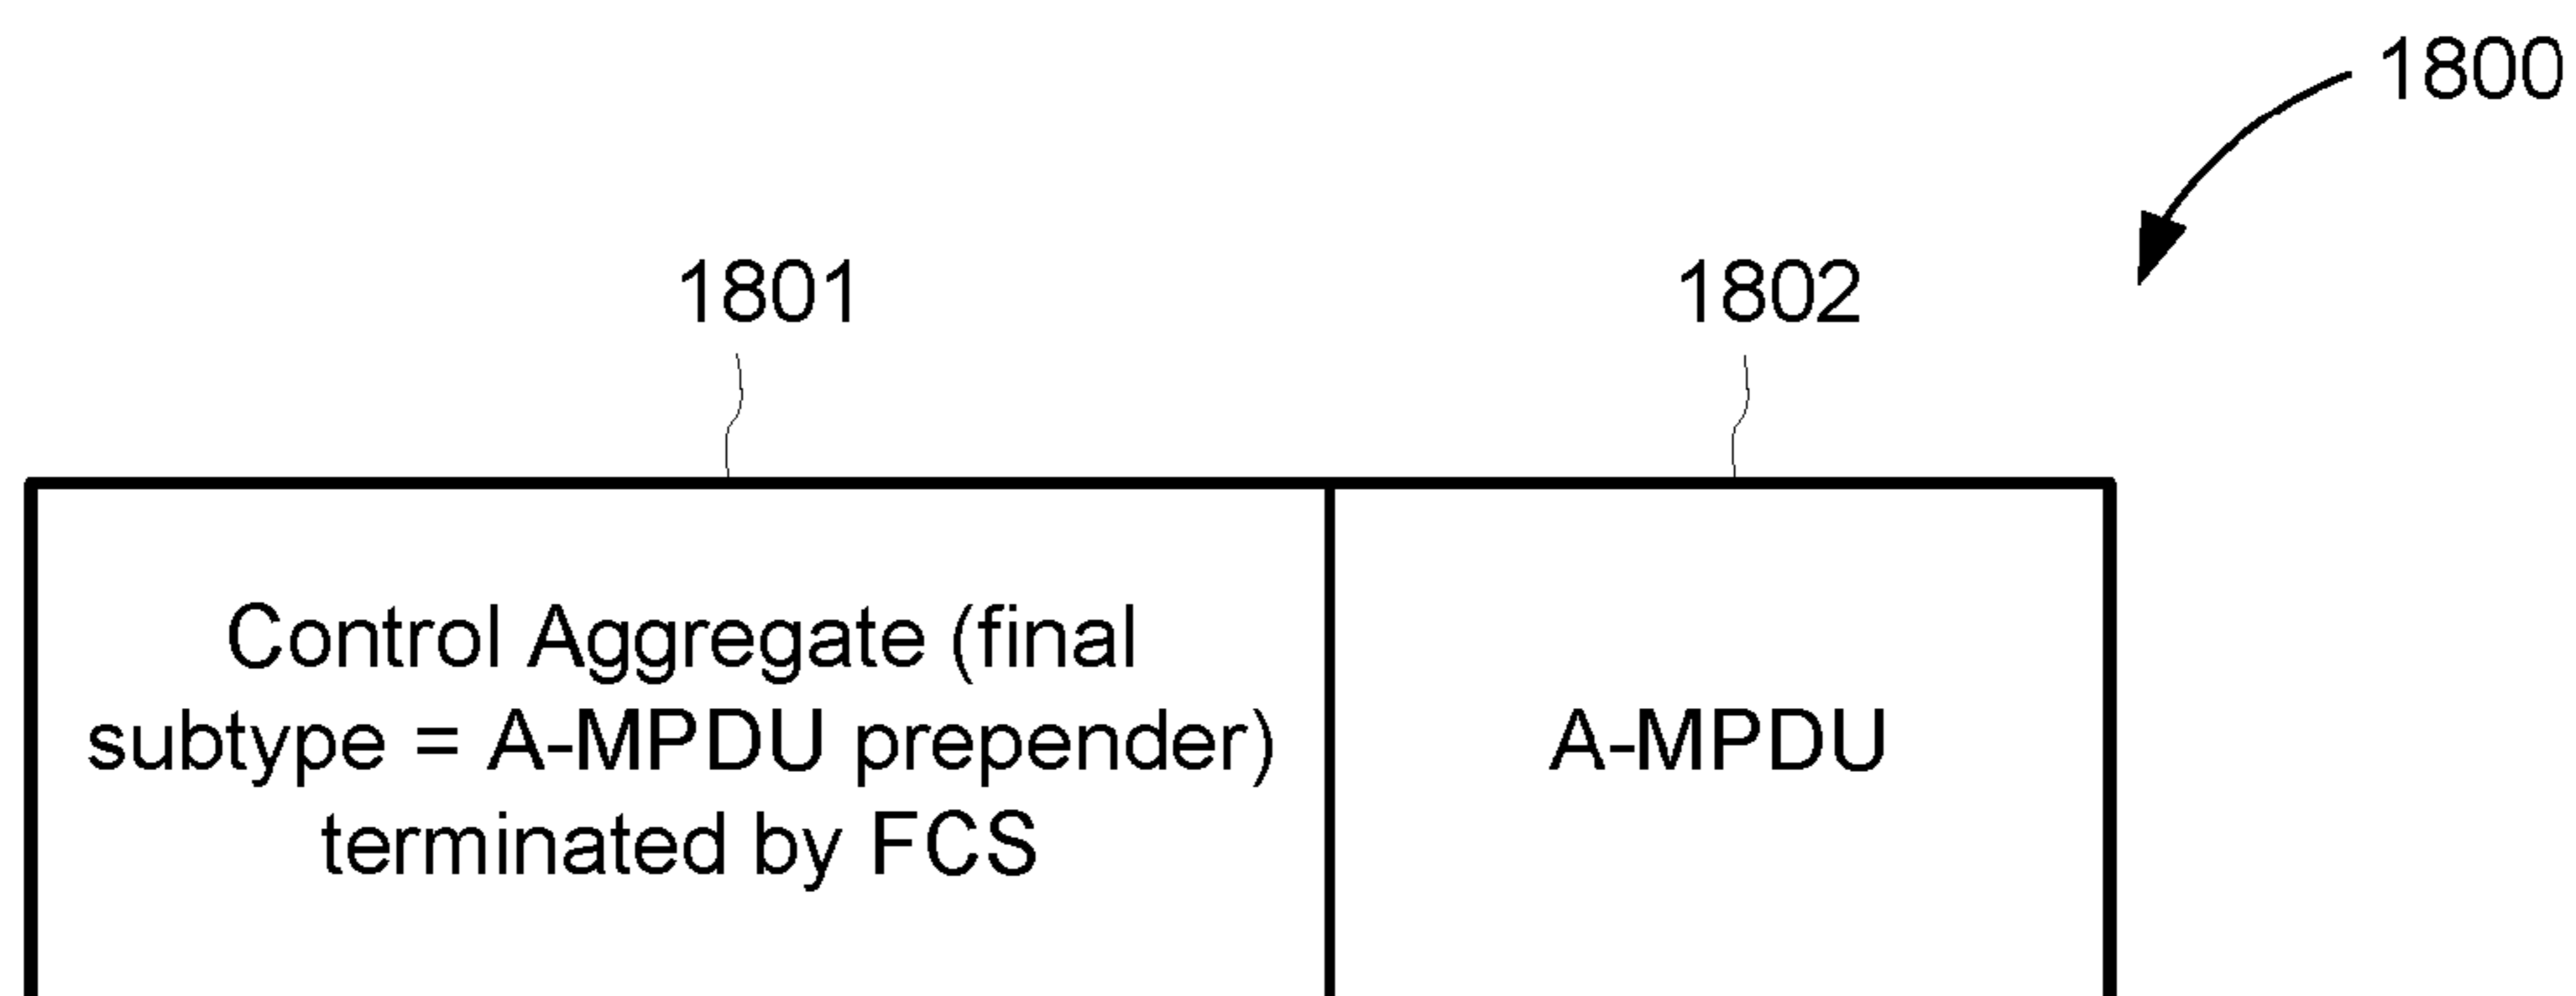 1800
1801
1802
Control Aggregate (final
subtype = A-MPDU prepender)
terminated by FCS
A-MPDU